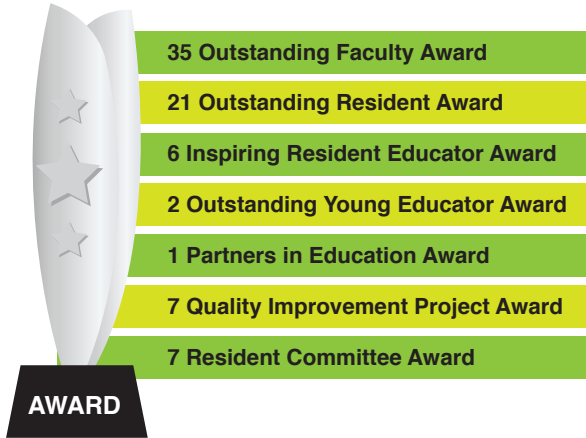 35 Outstanding Faculty Award
21 Outstanding Resident Award
6 Inspiring Resident Educator Award
2 Outstanding Young Educator Award
1 Partners in Education Award
7 Quality Improvement Project Award
7 Resident Committee Award
AWARD